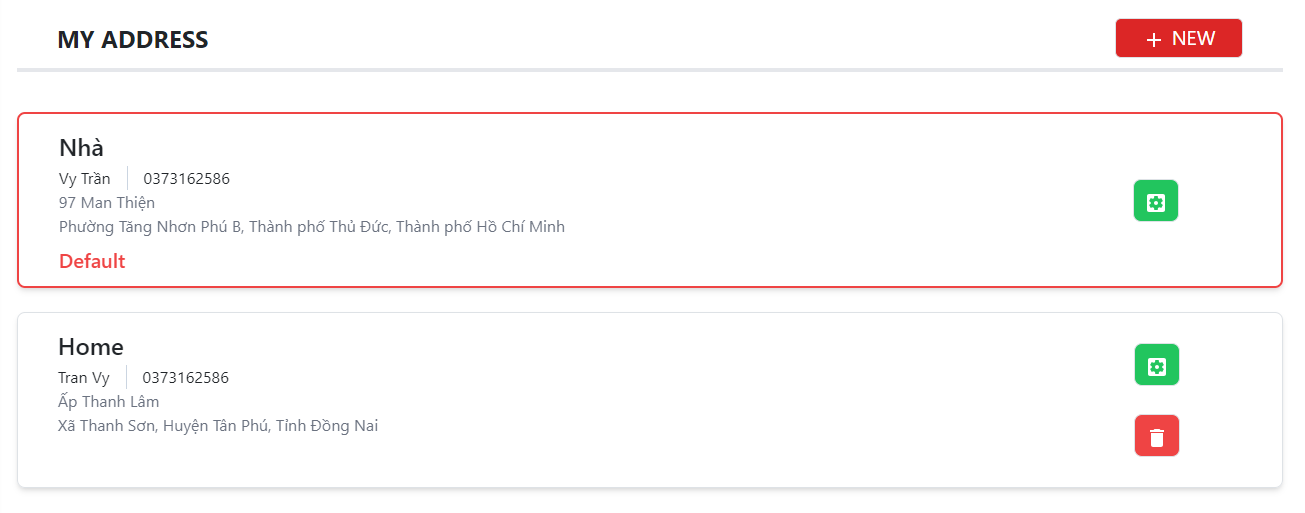 MY ADDRESS
+ NEW
Nhà
Vy Trần 0373162586
97 Man Thiện
Phường Tăng Nhơn Phú B, Thành phố Thủ Đức, Thành phố Hồ Chí Minh
Default
Home
Tran Vy 0373162586
Ấp Thanh Lâm
Xã Thanh Sơn, Huyện Tân Phú, Tỉnh Đồng Nai